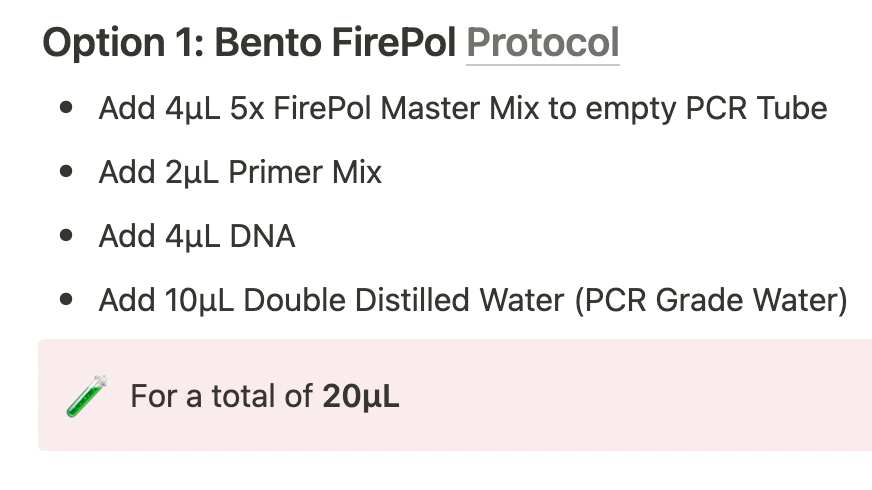 Option 1: Bento FirePol Protocol
• Add 4µL 5x FirePol Master Mix to empty PCR Tube
• Add 2µL Primer Mix
• Add 4µL DNA
• Add 10µL Double Distilled Water (PCR Grade Water)
For a total of 20µL